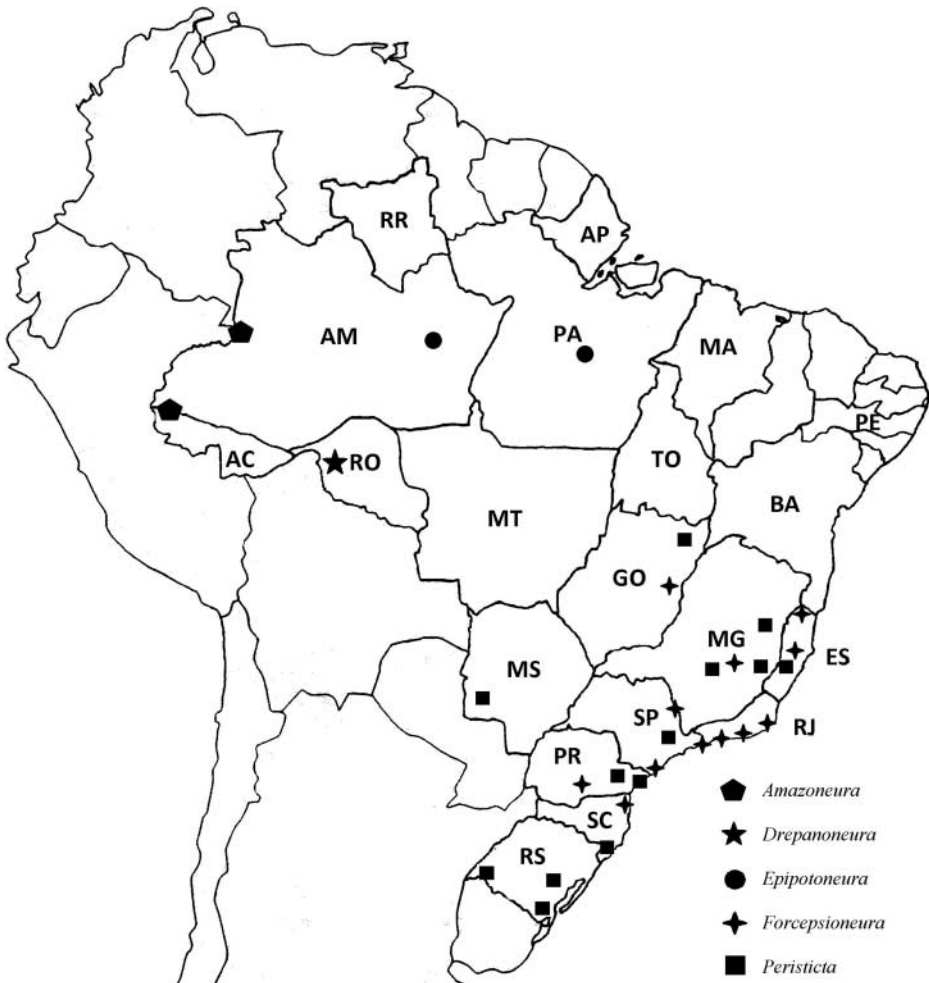 RR
AP
AM
PA
MA
PE
AC
RO
TO
BA
MT
GO
MG
ES
MS
SP
RJ
PR
SC
RS
Amazoneura
Drepanoneura
Epipotoneura
Forcepsioneura
Peristicta